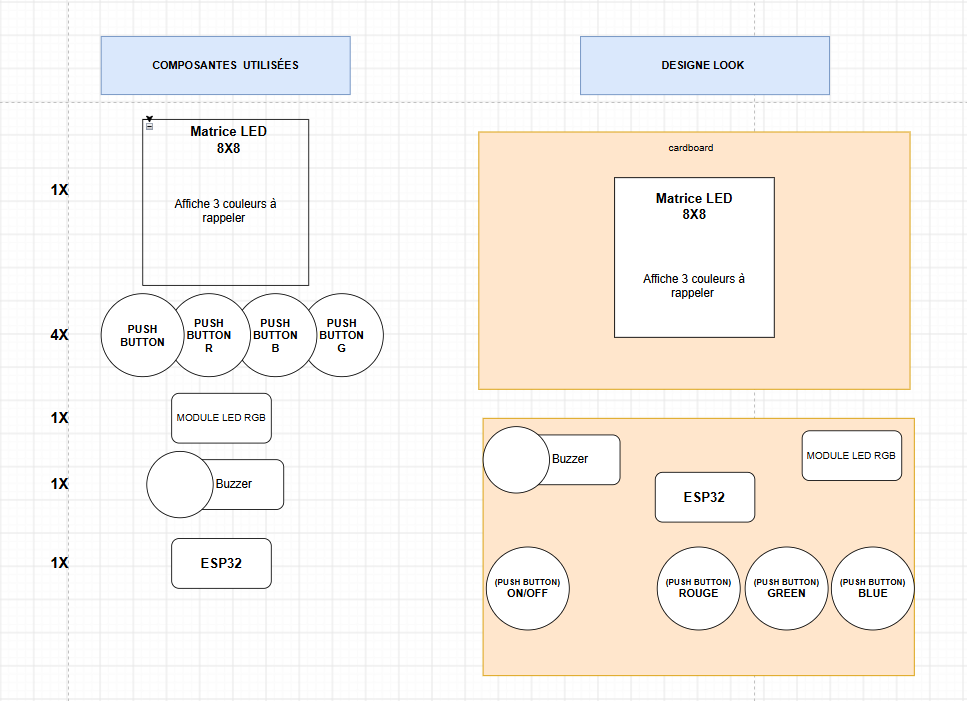 COMPOSANTES UTILISÉES
1X
Matrice LED
8X8
Affiche 3 couleurs à
rappeler
4X
PUSH
BUTTON
PUSH
BUTTON
R
PUSH
BUTTON
B
PUSH
BUTTON
G
1X
MODULE LED RGB
1X
Buzzer
1X
ESP32
DESIGNE LOOK
cardboard
Matrice LED
8X8
Affiche 3 couleurs à
rappeler
Buzzer
MODULE LED RGB
ESP32
(PUSH BUTTON)
ON/OFF
(PUSH BUTTON)
ROUGE
(PUSH BUTTON)
GREEN
(PUSH BUTTON)
BLUE